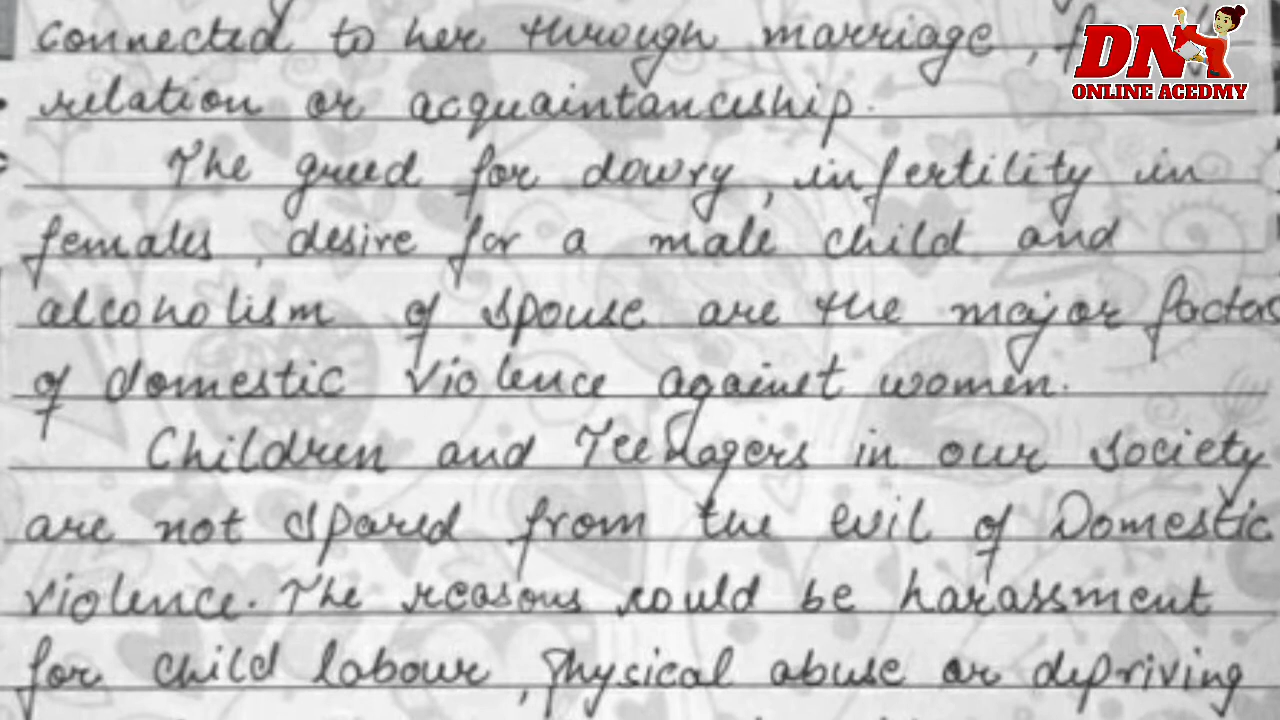 connected to her through marriage,
DN
ONLINE ACEDMY
relation or acquaintanceship.
The greed for dowry, infertility in
females, desire for a male child and
alcoholism of spouse are the major factors
of domestic violence against women.
Children and Teenagers in our society
are not spared from the evil of Domestic
violence. The reasons could be harassment
for child labour, physical abuse or depriving